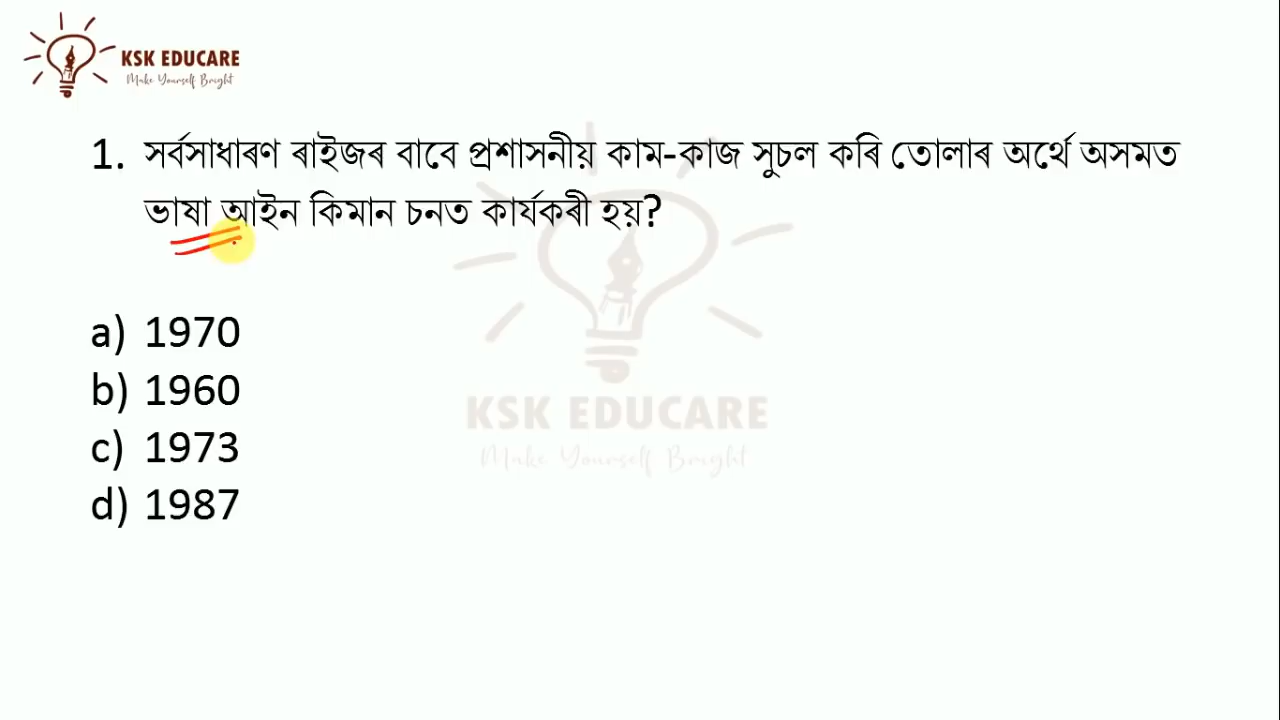 KSK EDUCARE
Make Yourself Bright
1. সৰ্বসাধাৰণ ৰাইজৰ বাবে প্ৰশাসনীয় কাম-কাজ সুচল কৰি তোলাৰ অৰ্থে অসমত
ভাষা আইন কিমান চনত কাৰ্যকৰী হয়?
a) 1970
b) 1960
c) 1973
d) 1987
KSK EDUCARE
Make Yourself Bright